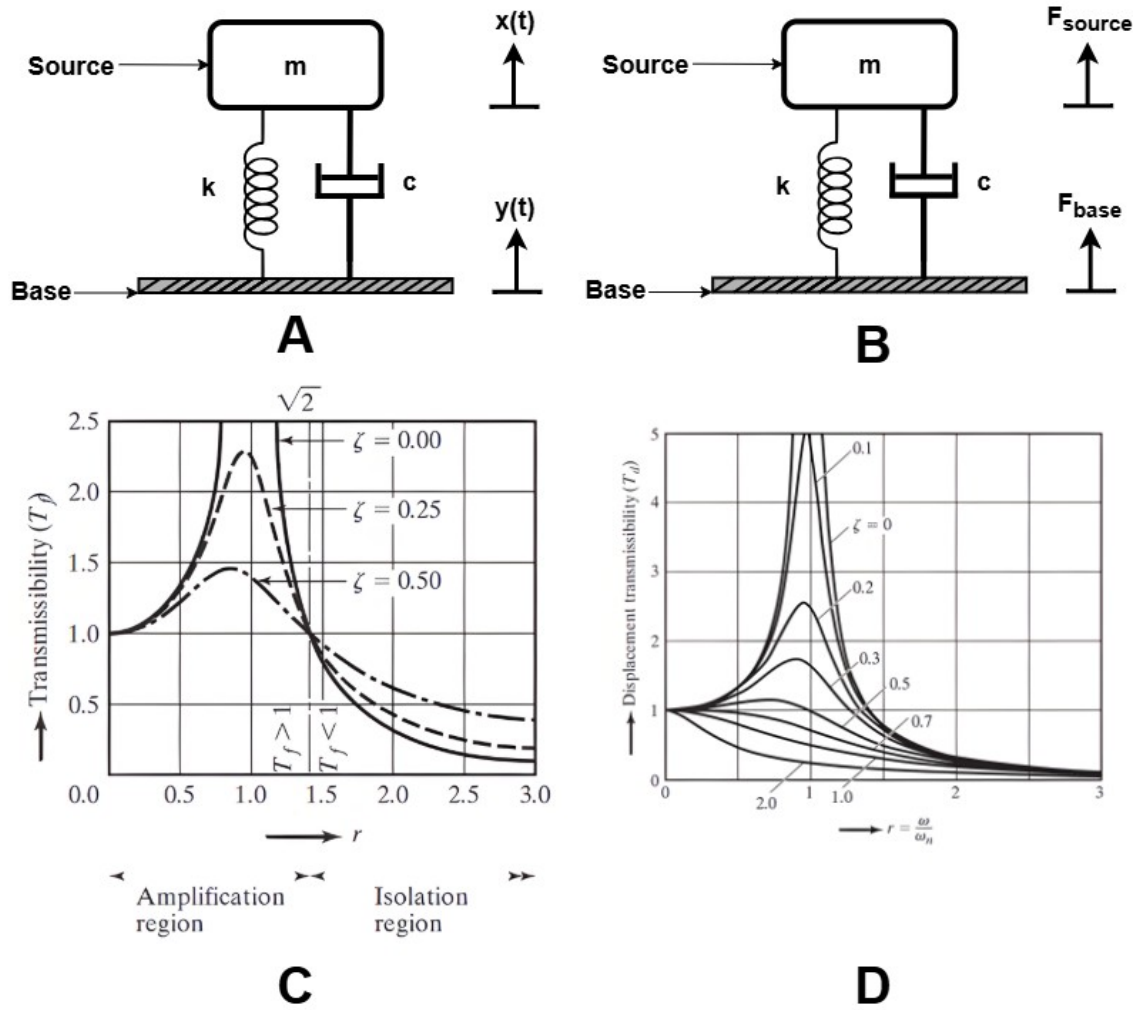 Source
m
x(t)
k
c
y(t)
Base
A
Source
m
F_source
k
c
F_base
Base
B
√2
Transmissibility (T_f)
2.5
2.0
1.5
1.0
0.5
0.0
ζ = 0.00
ζ = 0.25
ζ = 0.50
T_f > 1
T_f < 1
0.5
1.0
1.5
2.0
2.5
3.0
r
Amplification
region
Isolation
region
C
Displacement transmissibility (T_d)
5
4
3
2
1
0
0.1
ζ = 0
0.2
0.3
0.5
0.7
1.0
2.0
0
1
2
3
r = ω/ω_n
D